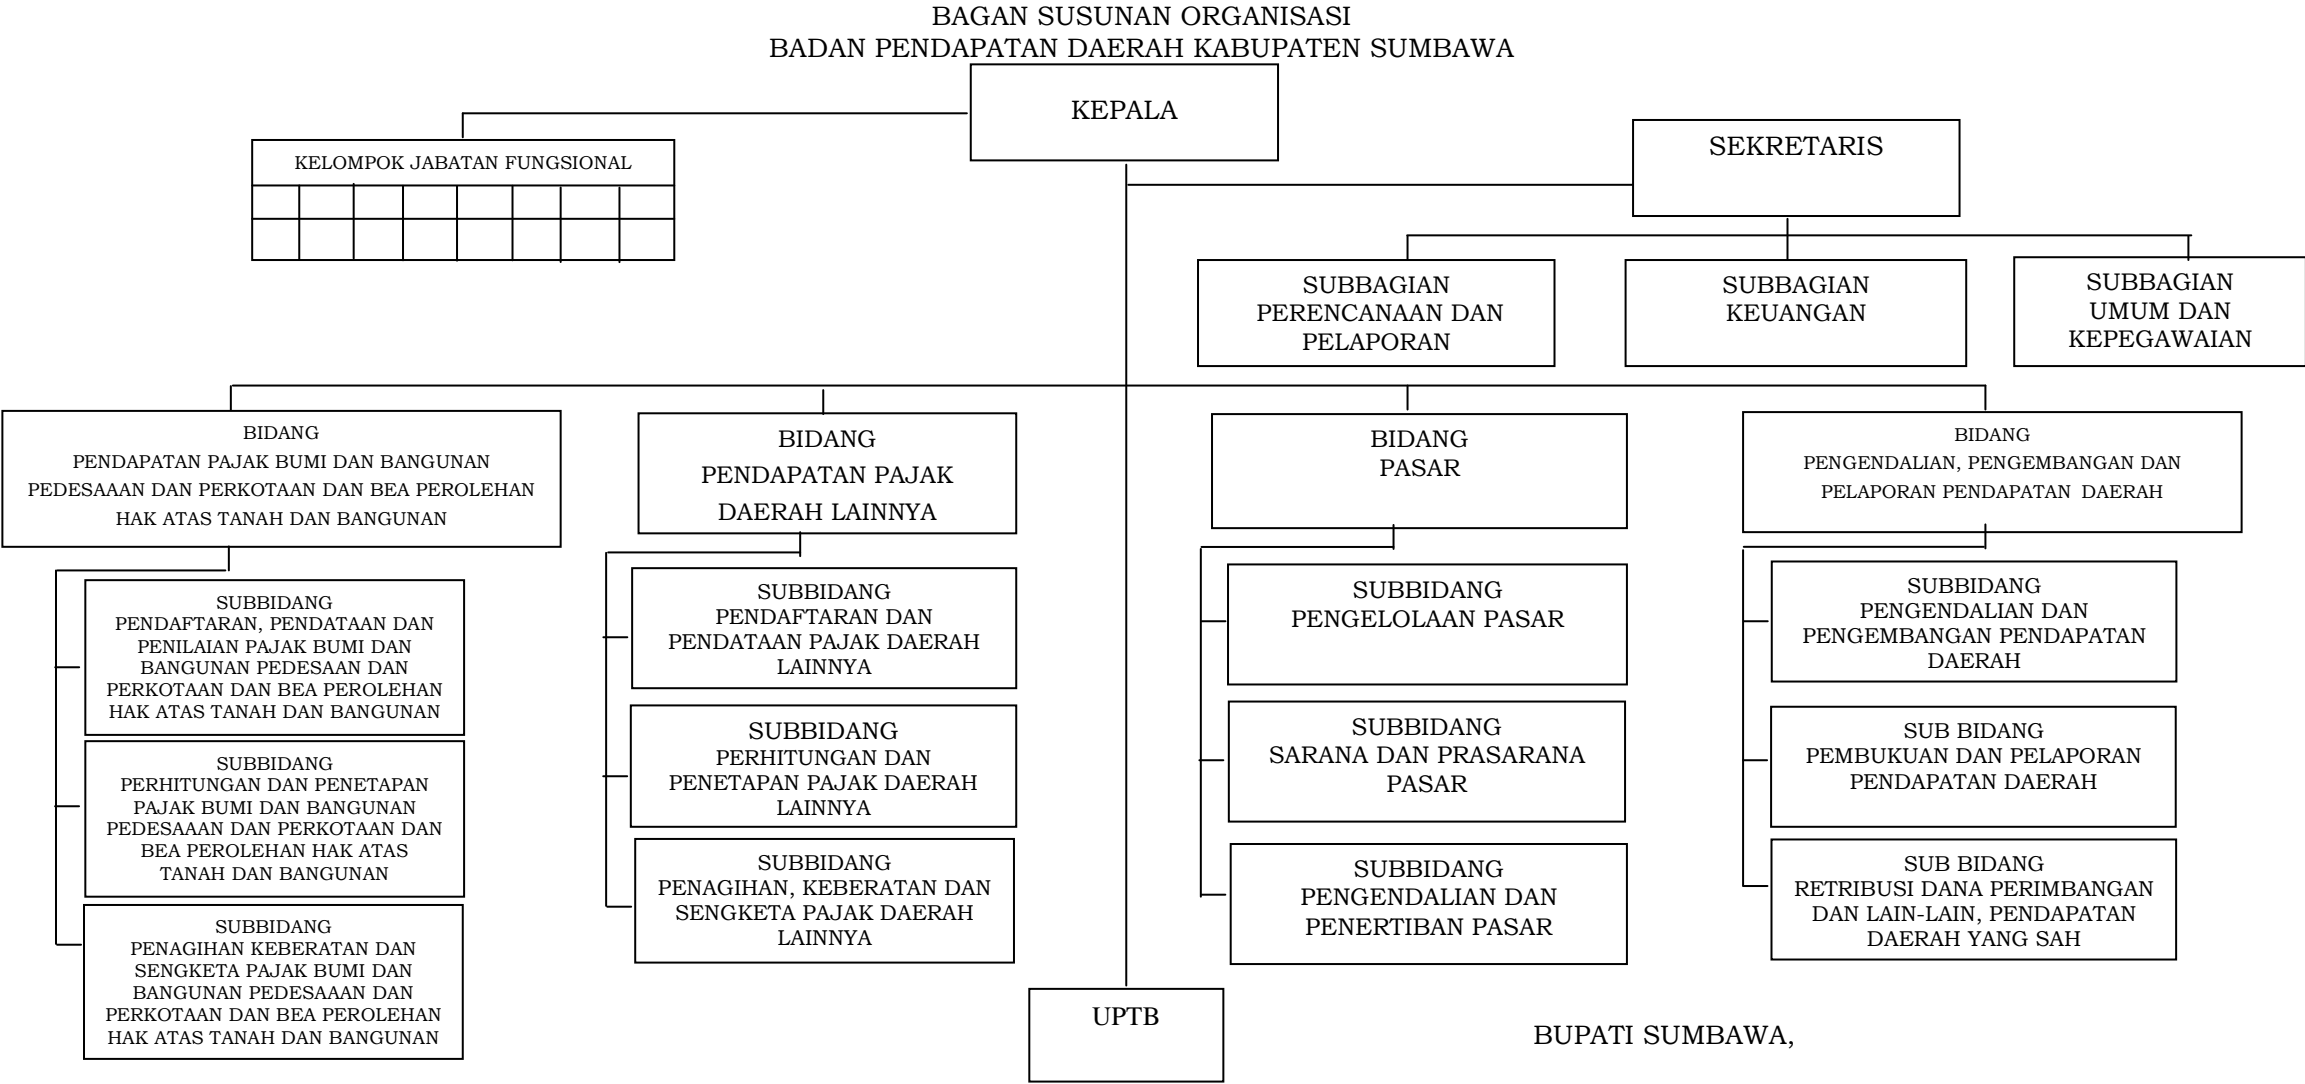 BAGAN SUSUNAN ORGANISASI
BADAN PENDAPATAN DAERAH KABUPATEN SUMBAWA
KEPALA
KELOMPOK JABATAN FUNGSIONAL
SEKRETARIS
SUBBAGIAN
PERENCANAAN DAN
PELAPORAN
SUBBAGIAN
KEUANGAN
SUBBAGIAN
UMUM DAN
KEPEGAWAIAN
BIDANG
PENDAPATAN PAJAK BUMI DAN BANGUNAN
PEDESAAAN DAN PERKOTAAN DAN BEA PEROLEHAN
HAK ATAS TANAH DAN BANGUNAN
BIDANG
PENDAPATAN PAJAK
DAERAH LAINNYA
BIDANG
PASAR
BIDANG
PENGENDALIAN, PENGEMBANGAN DAN
PELAPORAN PENDAPATAN DAERAH
SUBBIDANG
PENDAFTARAN, PENDATAAN DAN
PENILAIAN PAJAK BUMI DAN
BANGUNAN PEDESAAN DAN
PERKOTAAN DAN BEA PEROLEHAN
HAK ATAS TANAH DAN BANGUNAN
SUBBIDANG
PERHITUNGAN DAN PENETAPAN
PAJAK BUMI DAN BANGUNAN
PEDESAAAN DAN PERKOTAAN DAN
BEA PEROLEHAN HAK ATAS
TANAH DAN BANGUNAN
SUBBIDANG
PENAGIHAN KEBERATAN DAN
SENGKETA PAJAK BUMI DAN
BANGUNAN PEDESAAAN DAN
PERKOTAAN DAN BEA PEROLEHAN
HAK ATAS TANAH DAN BANGUNAN
SUBBIDANG
PENDAFTARAN DAN
PENDATAAN PAJAK DAERAH
LAINNYA
SUBBIDANG
PERHITUNGAN DAN
PENETAPAN PAJAK DAERAH
LAINNYA
SUBBIDANG
PENAGIHAN, KEBERATAN DAN
SENGKETA PAJAK DAERAH
LAINNYA
SUBBIDANG
PENGELOLAAN PASAR
SUBBIDANG
SARANA DAN PRASARANA
PASAR
SUBBIDANG
PENGENDALIAN DAN
PENERTIBAN PASAR
SUBBIDANG
PENGENDALIAN DAN
PENGEMBANGAN PENDAPATAN
DAERAH
SUB BIDANG
PEMBUKUAN DAN PELAPORAN
PENDAPATAN DAERAH
SUB BIDANG
RETRIBUSI DANA PERIMBANGAN
DAN LAIN-LAIN, PENDAPATAN
DAERAH YANG SAH
UPTB
BUPATI SUMBAWA,